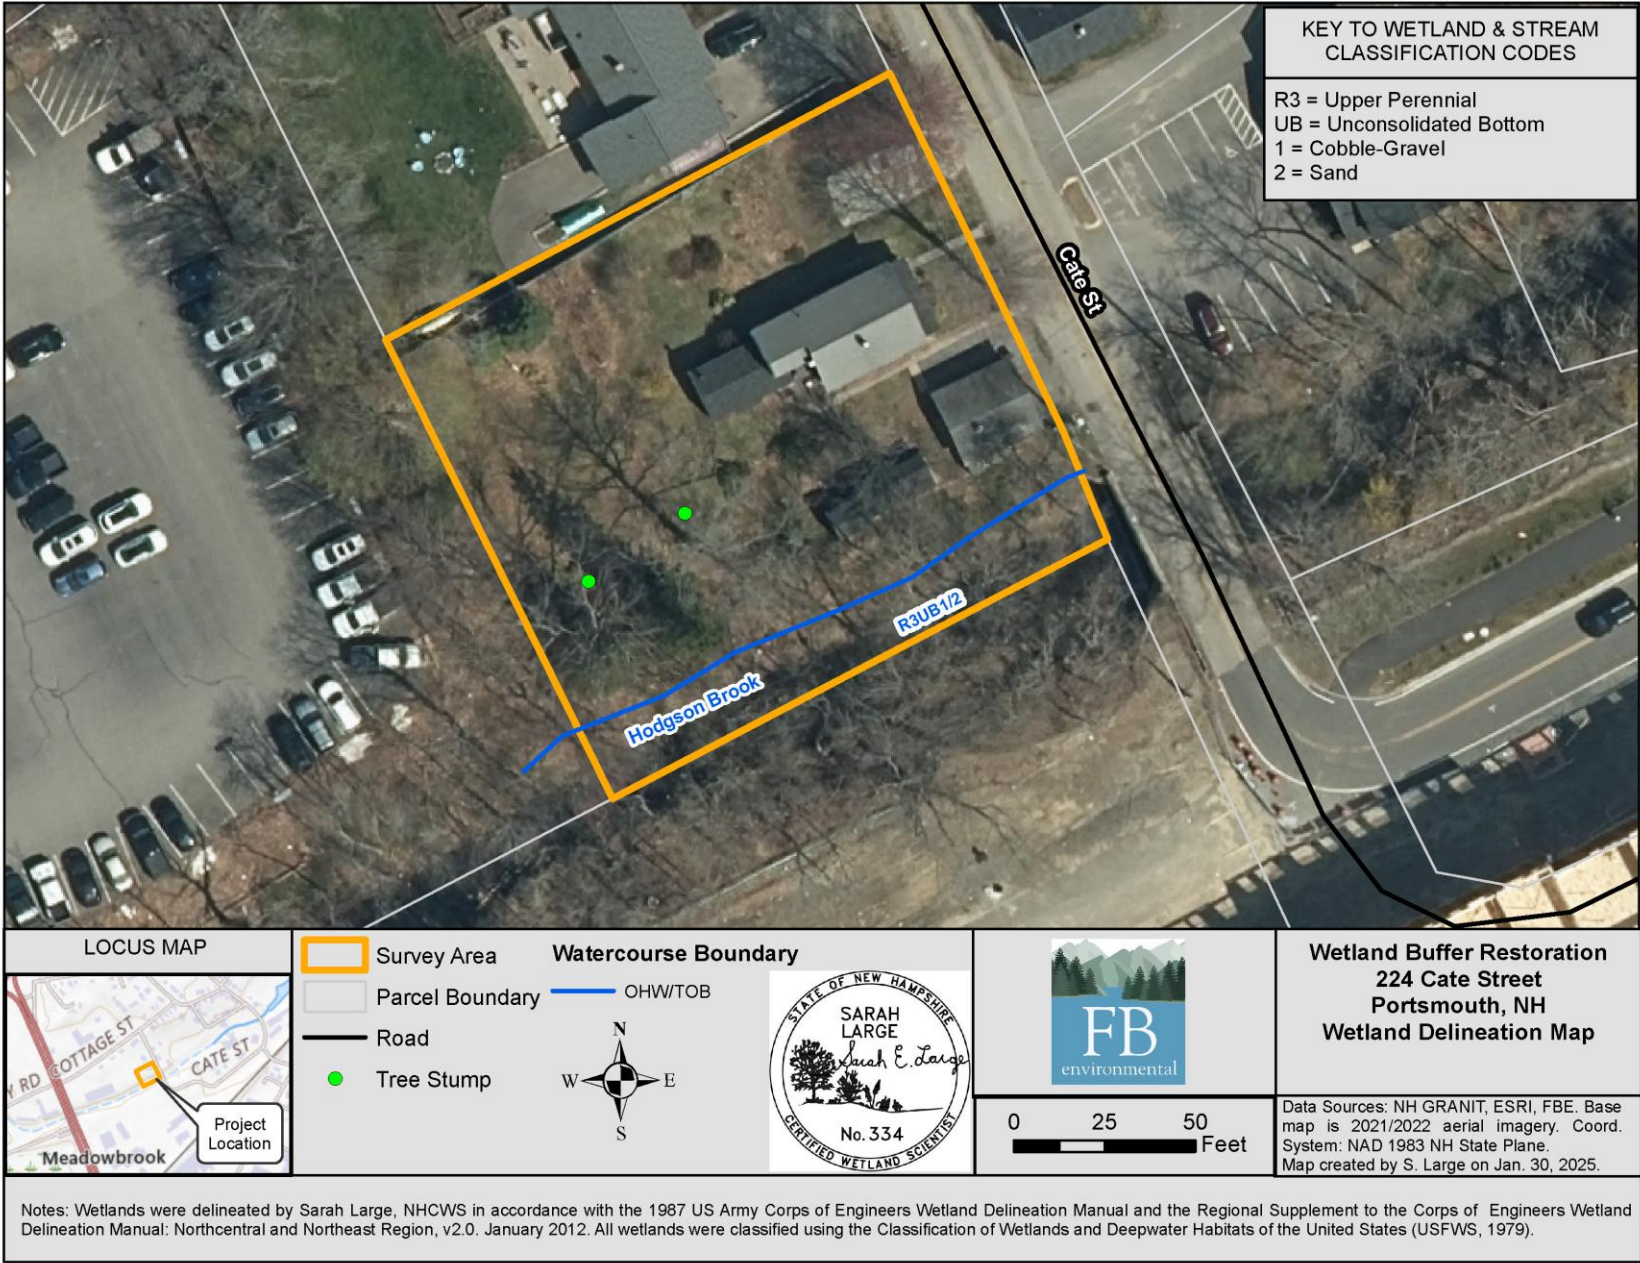 KEY TO WETLAND & STREAM
CLASSIFICATION CODES
R3 = Upper Perennial
UB = Unconsolidated Bottom
1 = Cobble-Gravel
2 = Sand
Cate St
R3UB1/2
Hodgson Brook
LOCUS MAP
Y RD COTTAGE ST
CATE ST
Project
Location
Meadowbrook
Survey Area
Parcel Boundary
Road
Tree Stump
Watercourse Boundary
OHW/TOB
N
W E
S
STATE OF NEW HAMPSHIRE
SARAH
LARGE
Sarah E. Large
No. 334
CERTIFIED WETLAND SCIENTIST
FB
environmental
0 25 50
Feet
Wetland Buffer Restoration
224 Cate Street
Portsmouth, NH
Wetland Delineation Map
Data Sources: NH GRANIT, ESRI, FBE. Base
map is 2021/2022 aerial imagery. Coord.
System: NAD 1983 NH State Plane.
Map created by S. Large on Jan. 30, 2025.
Notes: Wetlands were delineated by Sarah Large, NHCWS in accordance with the 1987 US Army Corps of Engineers Wetland Delineation Manual and the Regional Supplement to the Corps of Engineers Wetland
Delineation Manual: Northcentral and Northeast Region, v2.0. January 2012. All wetlands were classified using the Classification of Wetlands and Deepwater Habitats of the United States (USFWS, 1979).